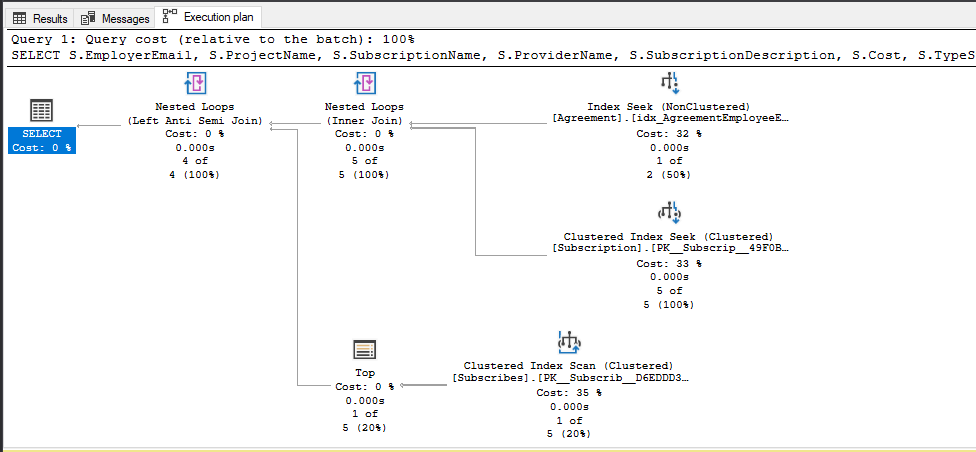 Results Messages Execution plan
Query 1: Query cost (relative to the batch): 100%
SELECT S.EmployerEmail, S.ProjectName, S.SubscriptionName, S.ProviderName, S.SubscriptionDescription, S.Cost, S.TypeS
SELECT
Cost: 0 %
Nested Loops
(Left Anti Semi Join)
Cost: 0 %
0.000s
4 of
4 (100%)
Nested Loops
(Inner Join)
Cost: 0 %
0.000s
5 of
5 (100%)
Index Seek (NonClustered)
[Agreement].[idx_AgreementEmployeeE…
Cost: 32 %
0.000s
1 of
2 (50%)
Clustered Index Seek (Clustered)
[Subscription].[PK__Subscrip__49F0B…
Cost: 33 %
0.000s
5 of
5 (100%)
Top
Cost: 0 %
0.000s
1 of
5 (20%)
Clustered Index Scan (Clustered)
[Subscribes].[PK__Subscrib__D6EDDD3…
Cost: 35 %
0.000s
1 of
5 (20%)